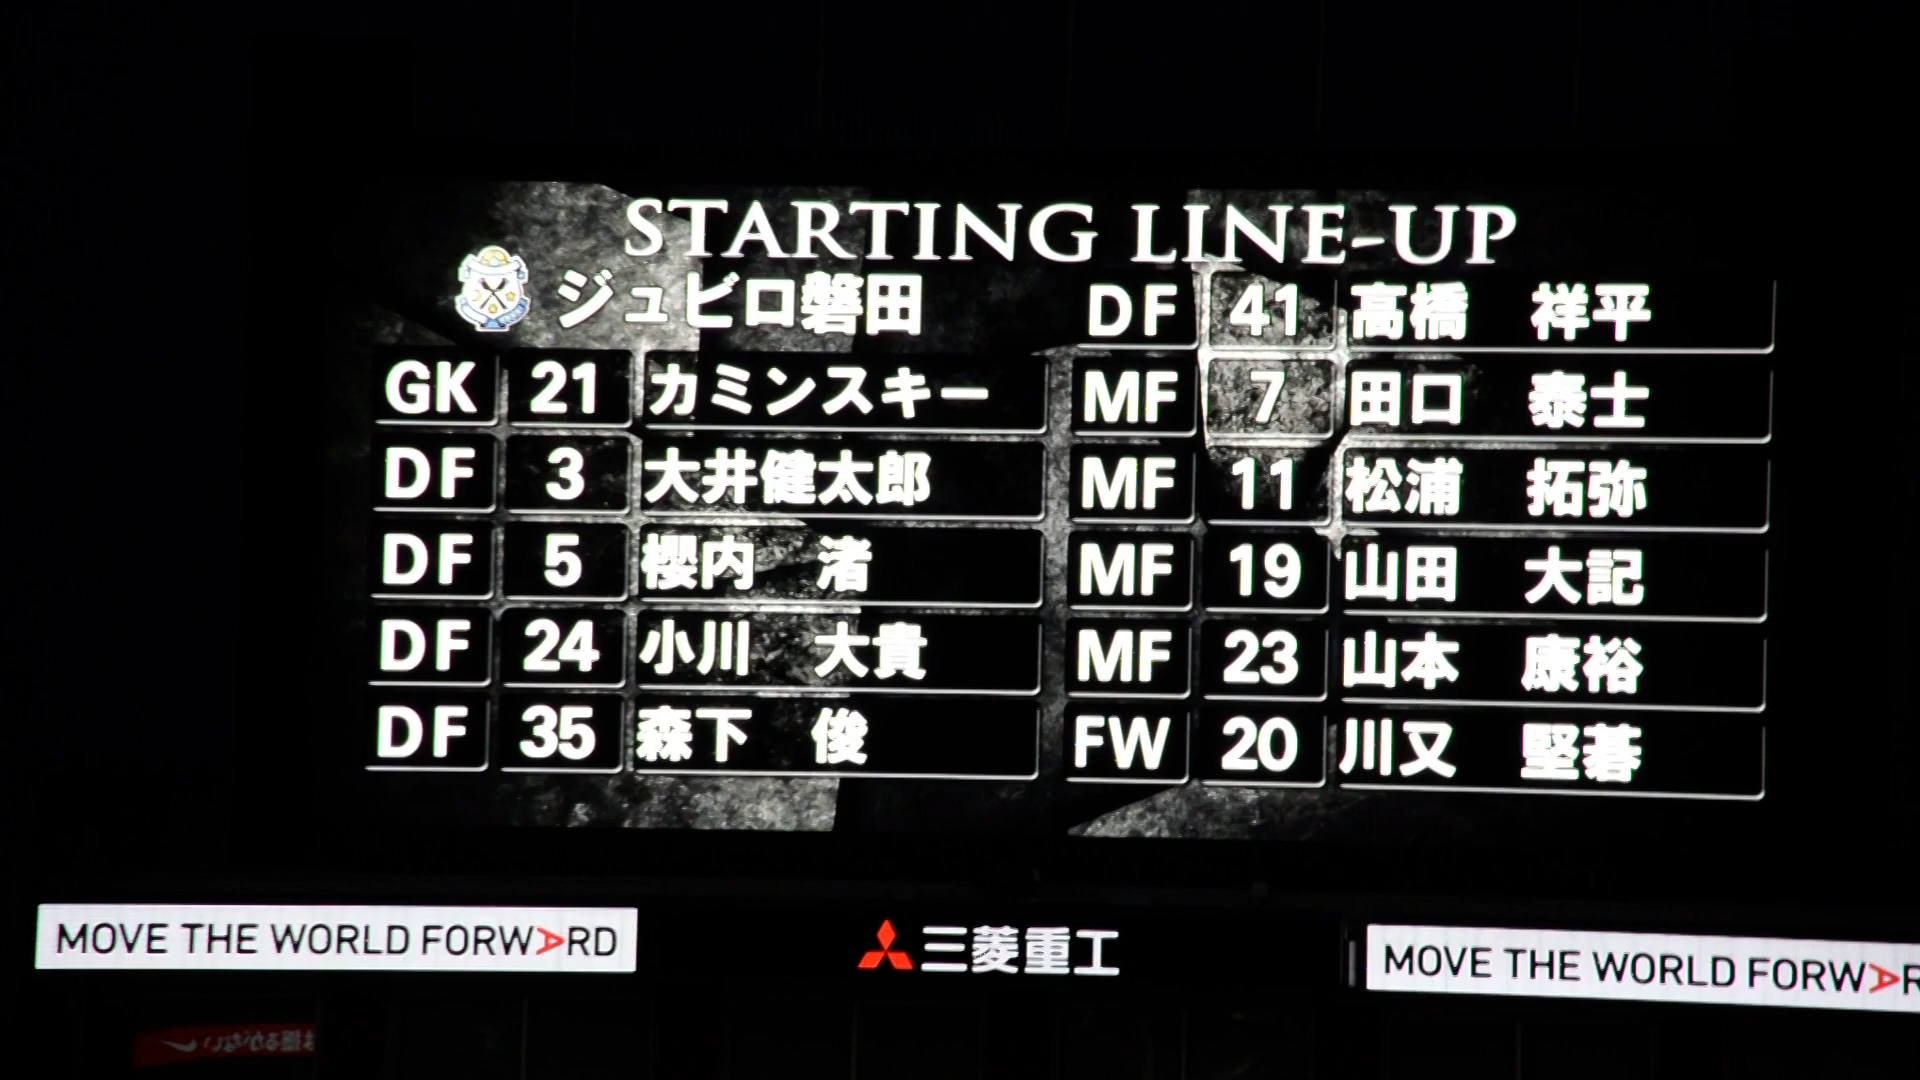 STARTING LINE-UP
ジュビロ磐田
GK 21 カミンスキー
DF 3 大井健太郎
DF 5 櫻内 渚
DF 24 小川 大貴
DF 35 森下 俊
DF 41 高橋 祥平
MF 7 田口 泰士
MF 11 松浦 拓弥
MF 19 山田 大記
MF 23 山本 康裕
FW 20 川又 堅碁
MOVE THE WORLD FORWARD
三菱重工
MOVE THE WORLD FORWAR